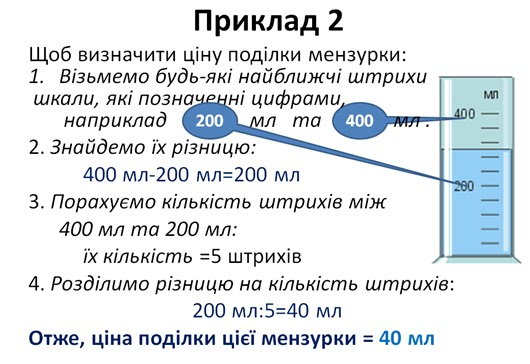 Приклад 2
Щоб визначити ціну поділки мензурки:
1. Візьмемо будь-які найближчі штрихи
шкали, які позначенні цифрами,
наприклад 200 мл та 400 мл .
2. Знайдемо їх різницю:
400 мл-200 мл=200 мл
3. Порахуємо кількість штрихів між
400 мл та 200 мл:
їх кількість =5 штрихів
4. Розділимо різницю на кількість штрихів:
200 мл:5=40 мл
Отже, ціна поділки цієї мензурки = 40 мл
мл
400
200